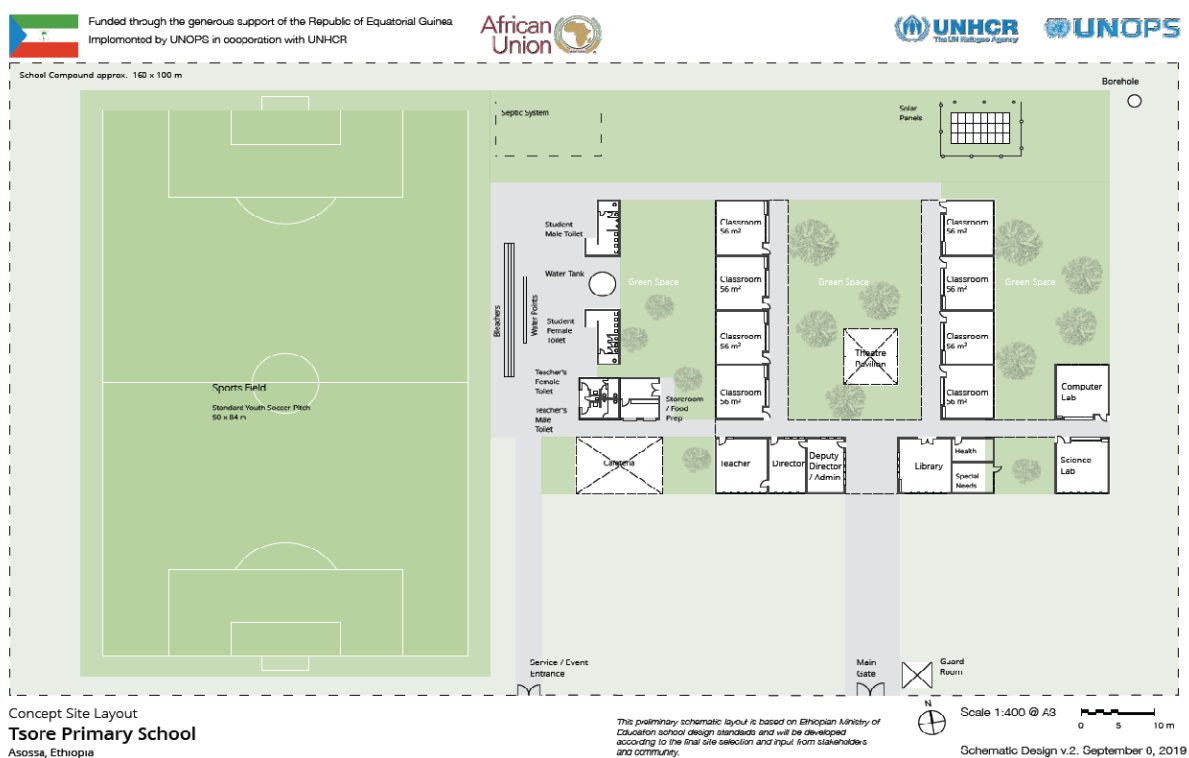 Funded through the generous support of the Republic of Equatorial Guinea
Implomontod by UNOPS in cooporation with UNHCR
African
Union
UNHCR
The UN Refugee Agency
UNOPS
School Compound approx. 160 x 100 m
Borehole
Septic System
Solar
Panels
Student
Male Toilet
Water Tank
Bleachers
Water Points
Student
Female
Toilet
Teacher's
Female
Toilet
Teacher's
Male
Toilet
Storeroom
/ Food
Prep
Green Space
Classroom
56 m²
Classroom
56 m²
Classroom
56 m²
Classroom
56 m²
Green Space
Theatre
Pavilion
Classroom
56 m²
Classroom
56 m²
Classroom
56 m²
Classroom
56 m²
Green Space
Computer
Lab
Sports Field
Standard Youth Soccer Pitch
50 x 84 m
Cafeteria
Teacher
Director
Deputy
Director
/ Admin
Library
Health
Special
Needs
Science
Lab
Service / Event
Entrance
Main
Gate
Guard
Room
Concept Site Layout
Tsore Primary School
Asossa, Ethiopia
This preliminary schematic layout is based on Ethiopian Ministry of
Education school design standards and will be developed
according to the final site selection and input from stakeholders
and community.
N
Scale 1:400 @ A3
0 5 10 m
Schematic Design v.2. September 6, 2019